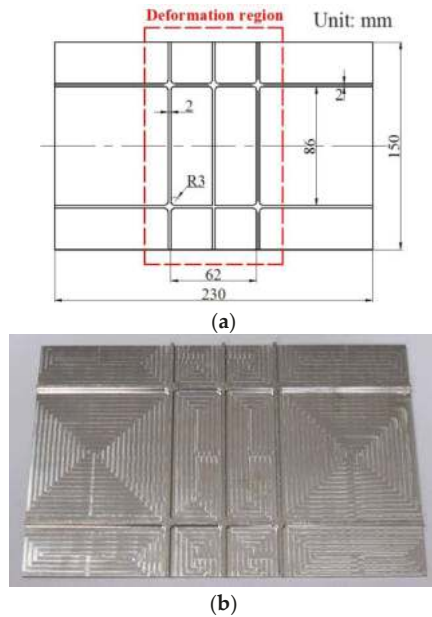 Deformation region
Unit: mm
2
2
86
150
R3
62
230
(a)
(b)